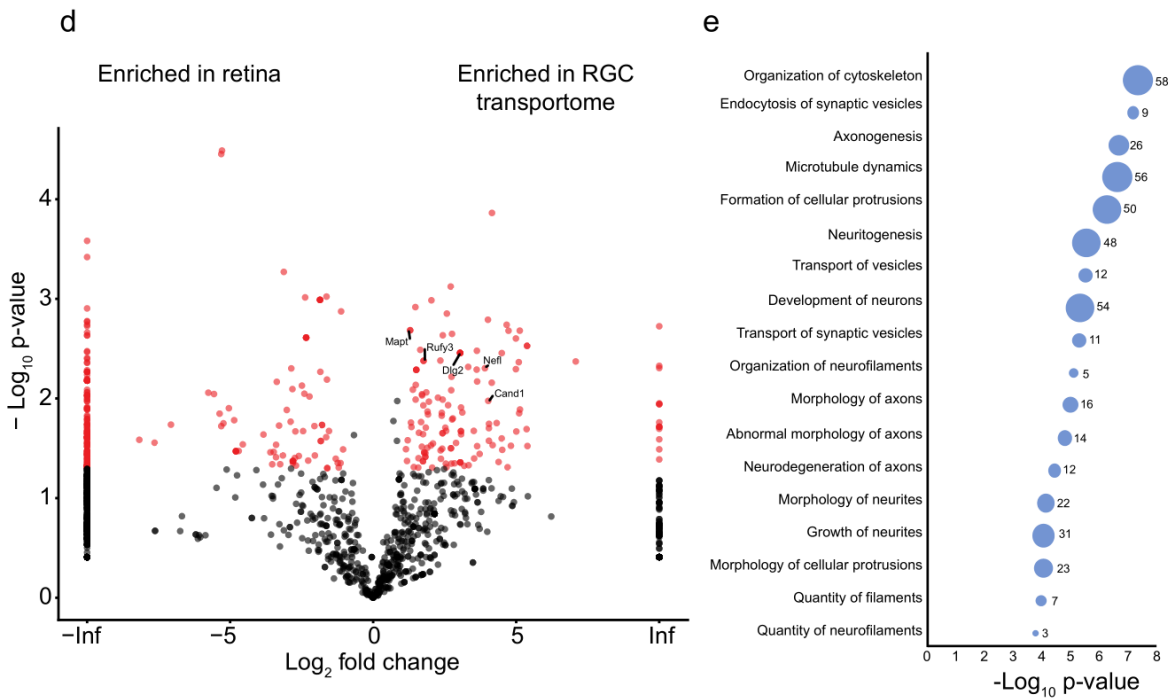 d
Enriched in retina
Enriched in RGC
transportome
− Log10 p-value
4
3
2
1
0
Mapt
Rufy3
Dlg2
Nefl
Cand1
−Inf
−5
0
5
Inf
Log2 fold change
e
Organization of cytoskeleton
58
Endocytosis of synaptic vesicles
9
Axonogenesis
26
Microtubule dynamics
56
Formation of cellular protrusions
50
Neuritogenesis
48
Transport of vesicles
12
Development of neurons
54
Transport of synaptic vesicles
11
Organization of neurofilaments
5
Morphology of axons
16
Abnormal morphology of axons
14
Neurodegeneration of axons
12
Morphology of neurites
22
Growth of neurites
31
Morphology of cellular protrusions
23
Quantity of filaments
7
Quantity of neurofilaments
3
0 1 2 3 4 5 6 7 8
-Log10 p-value